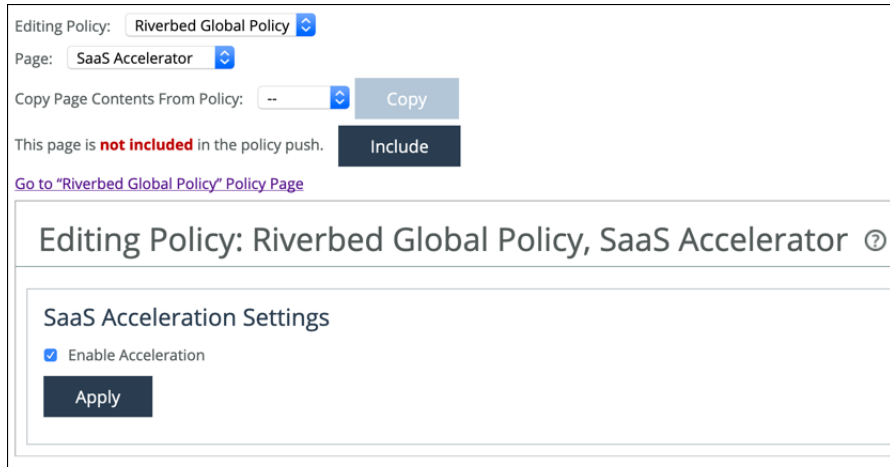 Editing Policy: Riverbed Global Policy
Page: SaaS Accelerator
Copy Page Contents From Policy: -- Copy
This page is not included in the policy push. Include
Go to “Riverbed Global Policy” Policy Page
Editing Policy: Riverbed Global Policy, SaaS Accelerator ?
SaaS Acceleration Settings
Enable Acceleration
Apply